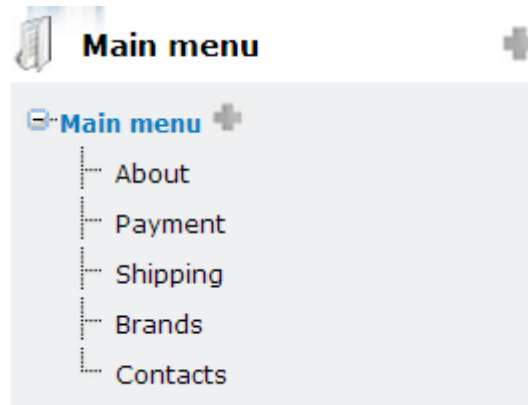 Main menu
Main menu
About
Payment
Shipping
Brands
Contacts